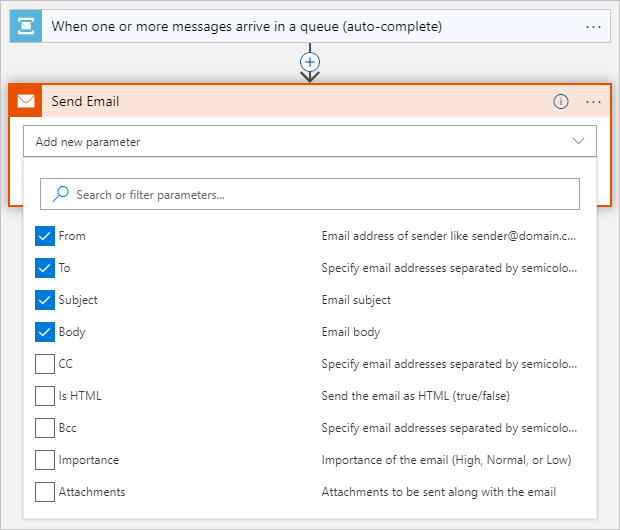 When one or more messages arrive in a queue (auto-complete)
Send Email
Add new parameter
Search or filter parameters...
From Email address of sender like sender@domain.c...
To Specify email addresses separated by semicolo...
Subject Email subject
Body Email body
CC Specify email addresses separated by semicolo...
Is HTML Send the email as HTML (true/false)
Bcc Specify email addresses separated by semicolo...
Importance Importance of the email (High, Normal, or Low)
Attachments Attachments to be sent along with the email